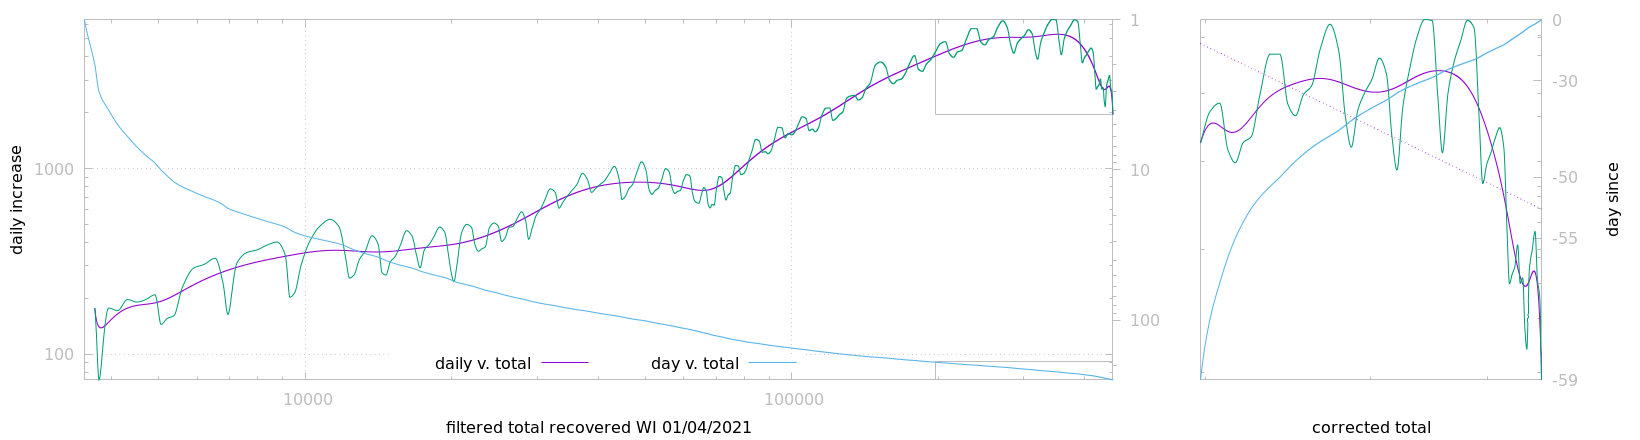 daily increase
1000
100
daily v. total
day v. total
10000
100000
filtered total recovered WI 01/04/2021
1
10
100
0
-30
-50
-55
-59
day since
corrected total